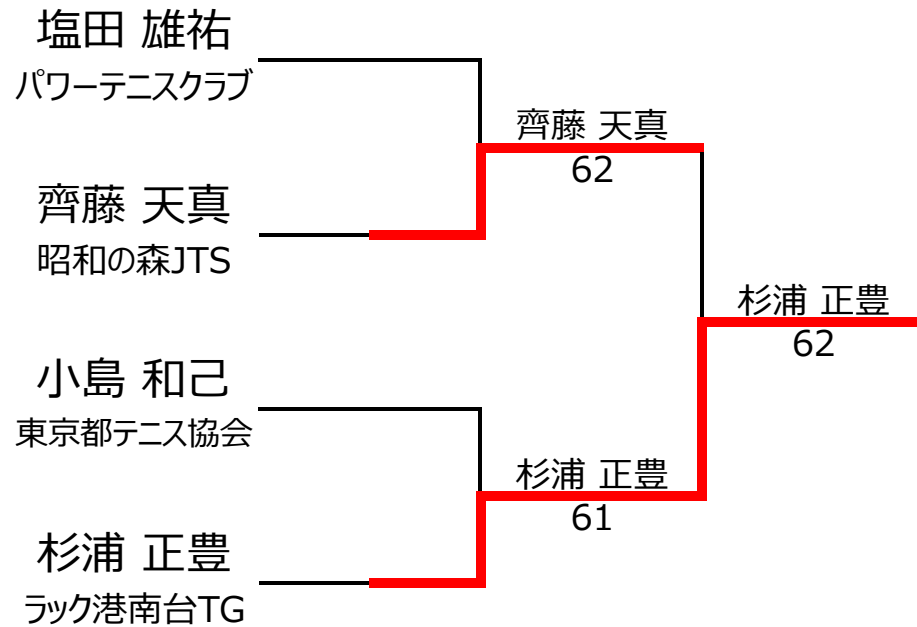 塩田 雄祐
パワーテニスクラブ
齊藤 天真
62
齊藤 天真
昭和の森JTS
杉浦 正豊
62
小島 和己
東京都テニス協会
杉浦 正豊
61
杉浦 正豊
ラック港南台TG